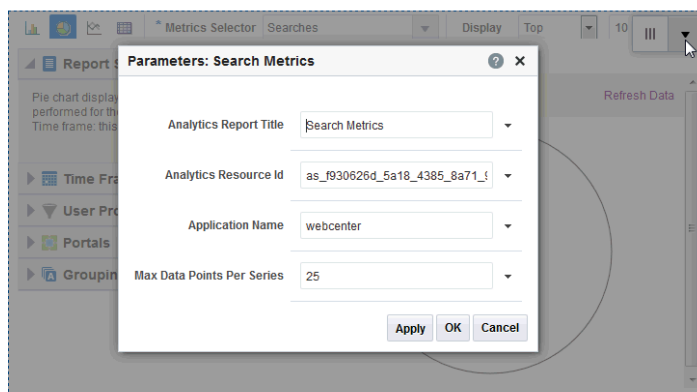 * Metrics Selector Searches Display Top 10
Parameters: Search Metrics
Report S
Pie chart display
performed for the
Time frame: this
Refresh Data
Analytics Report Title Search Metrics
Analytics Resource Id as_f930626d_5a18_4385_8a71_9
Time Fra
User Pro
Application Name webcenter
Portals
Groupin
Max Data Points Per Series 25
Apply OK Cancel